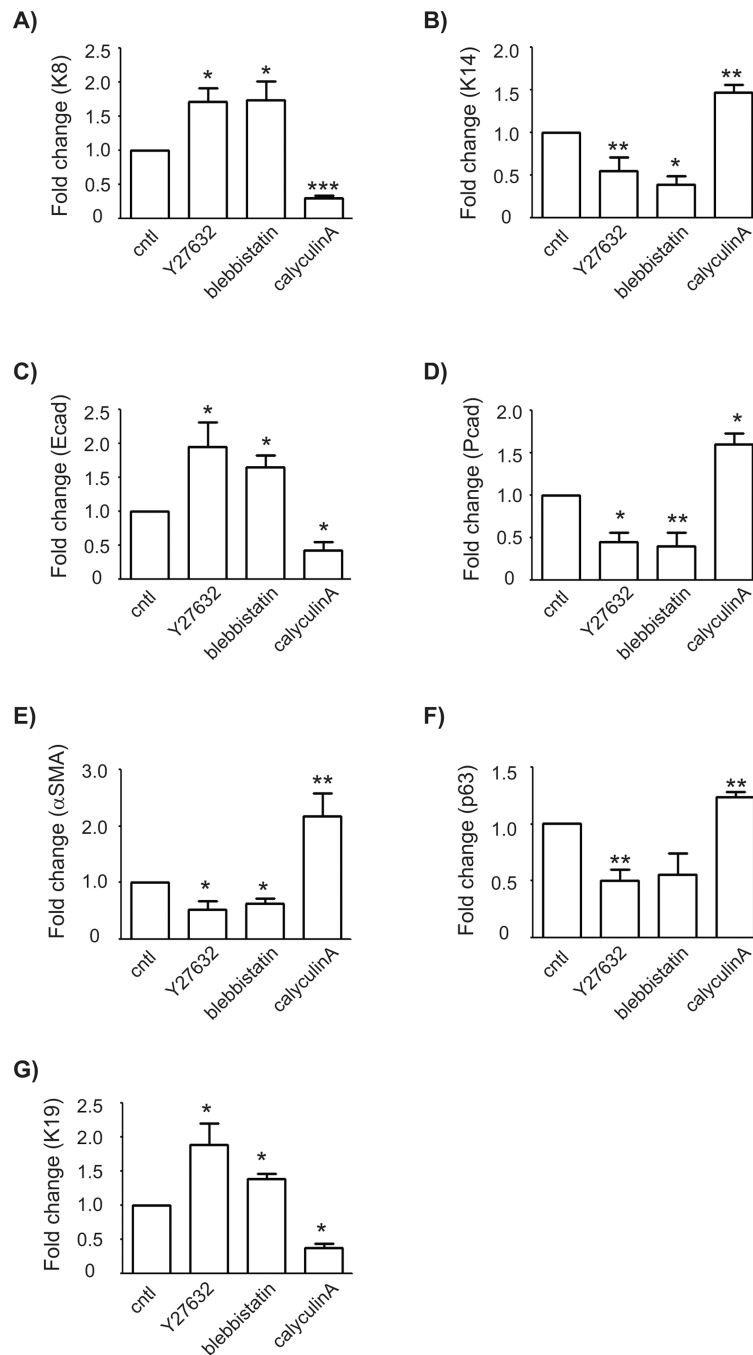 A)
Fold change (K8)
2.5
2.0
1.5
1.0
0.5
0
*
*
***
cntl
Y27632
blebbistatin
calyculinA
B)
Fold change (K14)
2.0
1.5
1.0
0.5
0
**
*
**
cntl
Y27632
blebbistatin
calyculinA
C)
Fold change (Ecad)
2.5
2.0
1.5
1.0
0.5
0
*
*
*
cntl
Y27632
blebbistatin
calyculinA
D)
Fold change (Pcad)
2.0
1.5
1.0
0.5
0
*
**
*
cntl
Y27632
blebbistatin
calyculinA
E)
Fold change (αSMA)
3.0
2.0
1.0
0
*
*
**
cntl
Y27632
blebbistatin
calyculinA
F)
Fold change (p63)
1.5
1.0
0.5
0
**
**
cntl
Y27632
blebbistatin
calyculinA
G)
Fold change (K19)
2.5
2.0
1.5
1.0
0.5
0
*
*
*
cntl
Y27632
blebbistatin
calyculinA